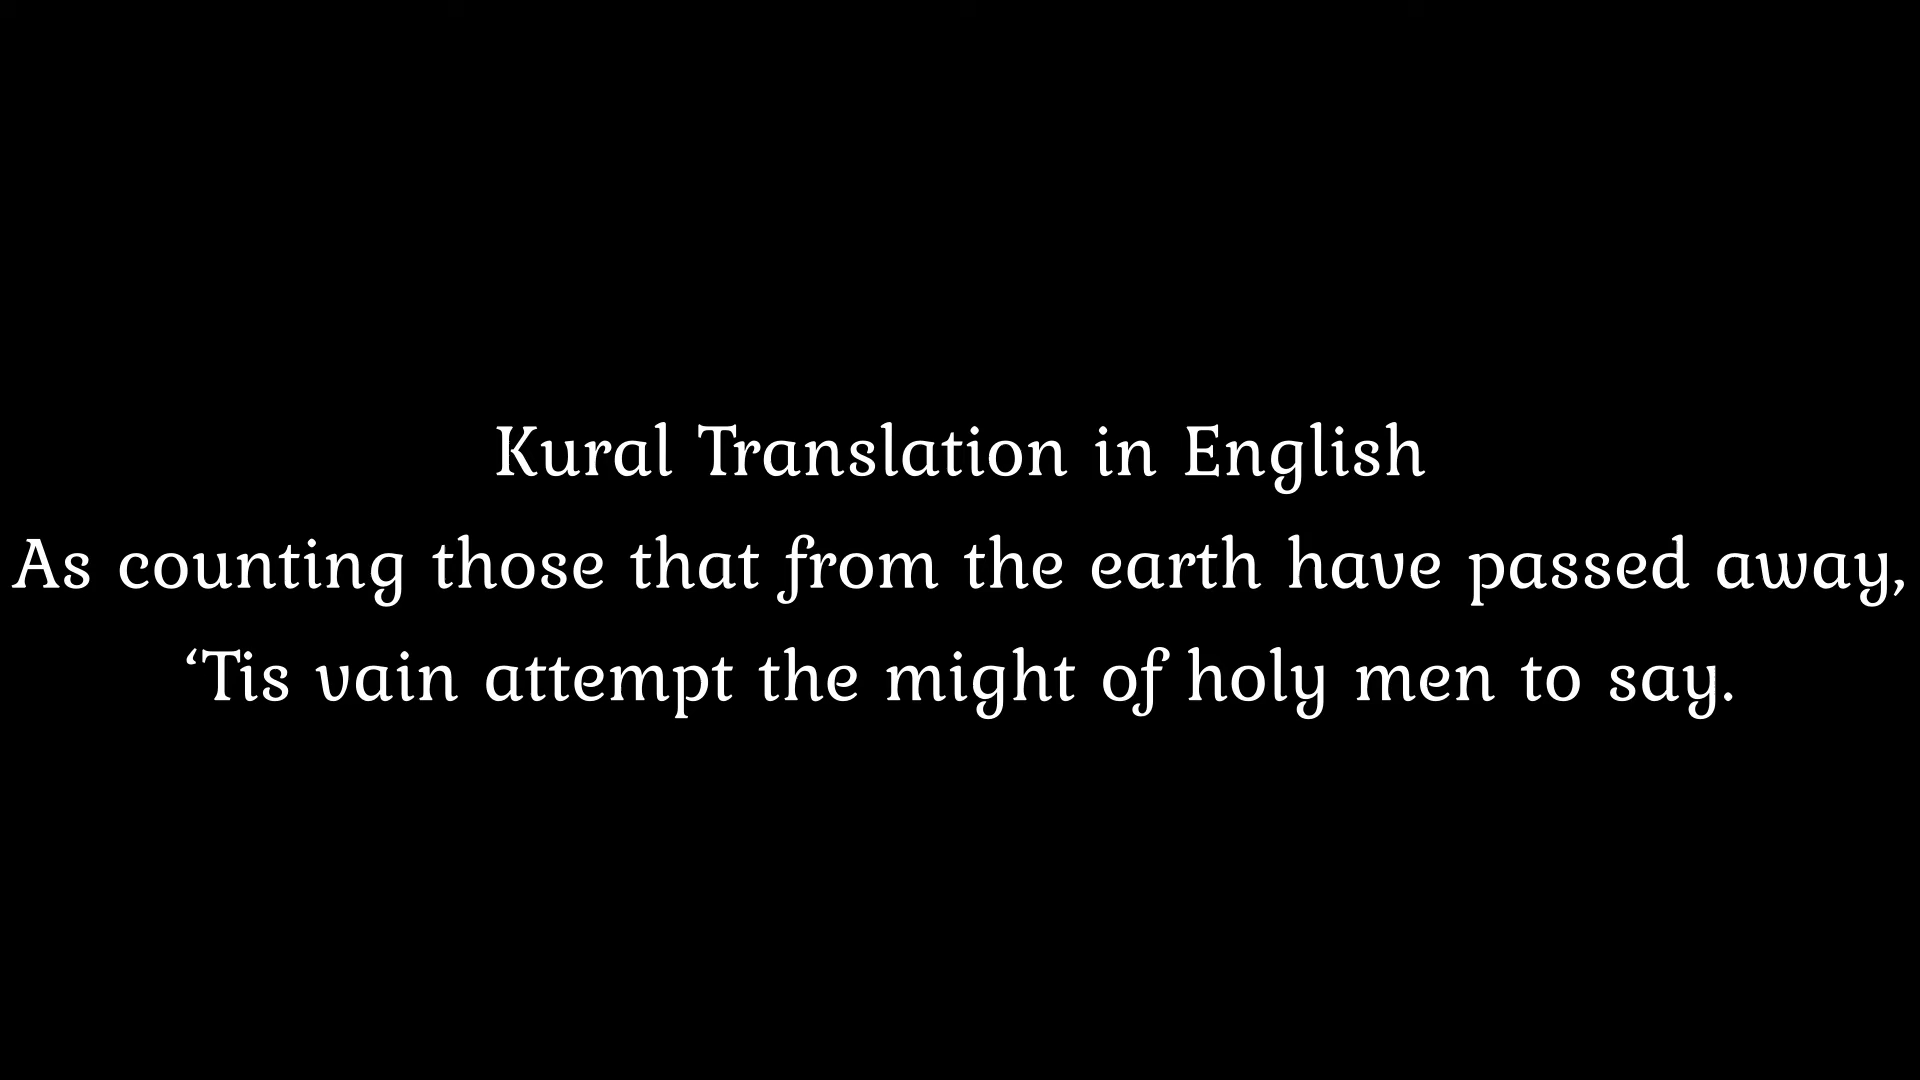 Kural Translation in English
As counting those that from the earth have passed away,
‘Tis vain attempt the might of holy men to say.